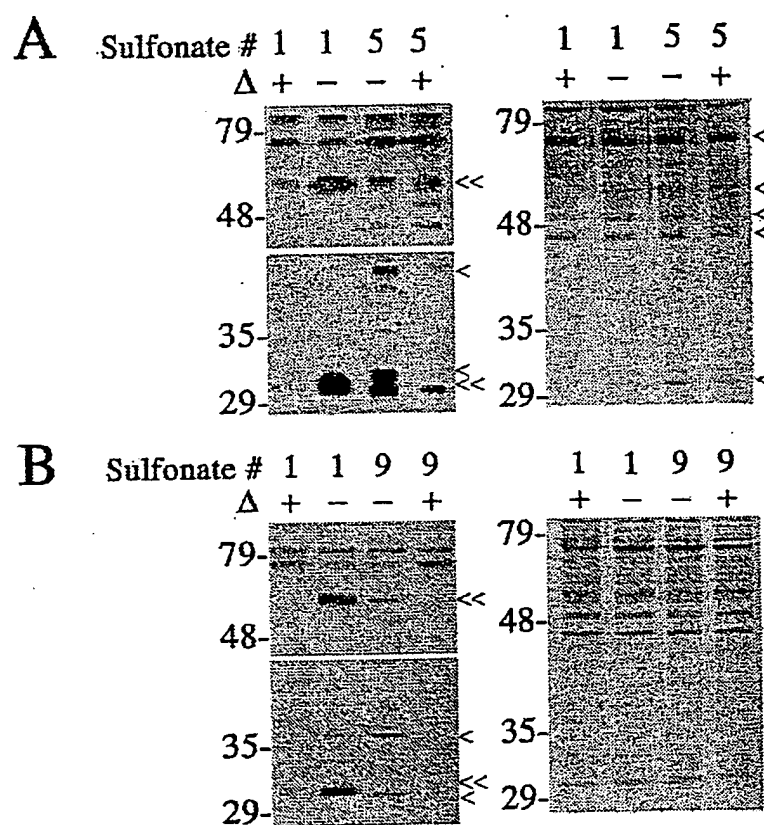 A
Sulfonate # 1 1 5 5
Δ + − − +
79-
48-
35-
29-
<<
<
<
<<
1 1 5 5
+ − − +
79-
48-
35-
29-
<
<
<
<
<
B
Sulfonate # 1 1 9 9
Δ + − − +
79-
48-
35-
29-
<<
<
<<
<
1 1 9 9
+ − − +
79-
48-
35-
29-